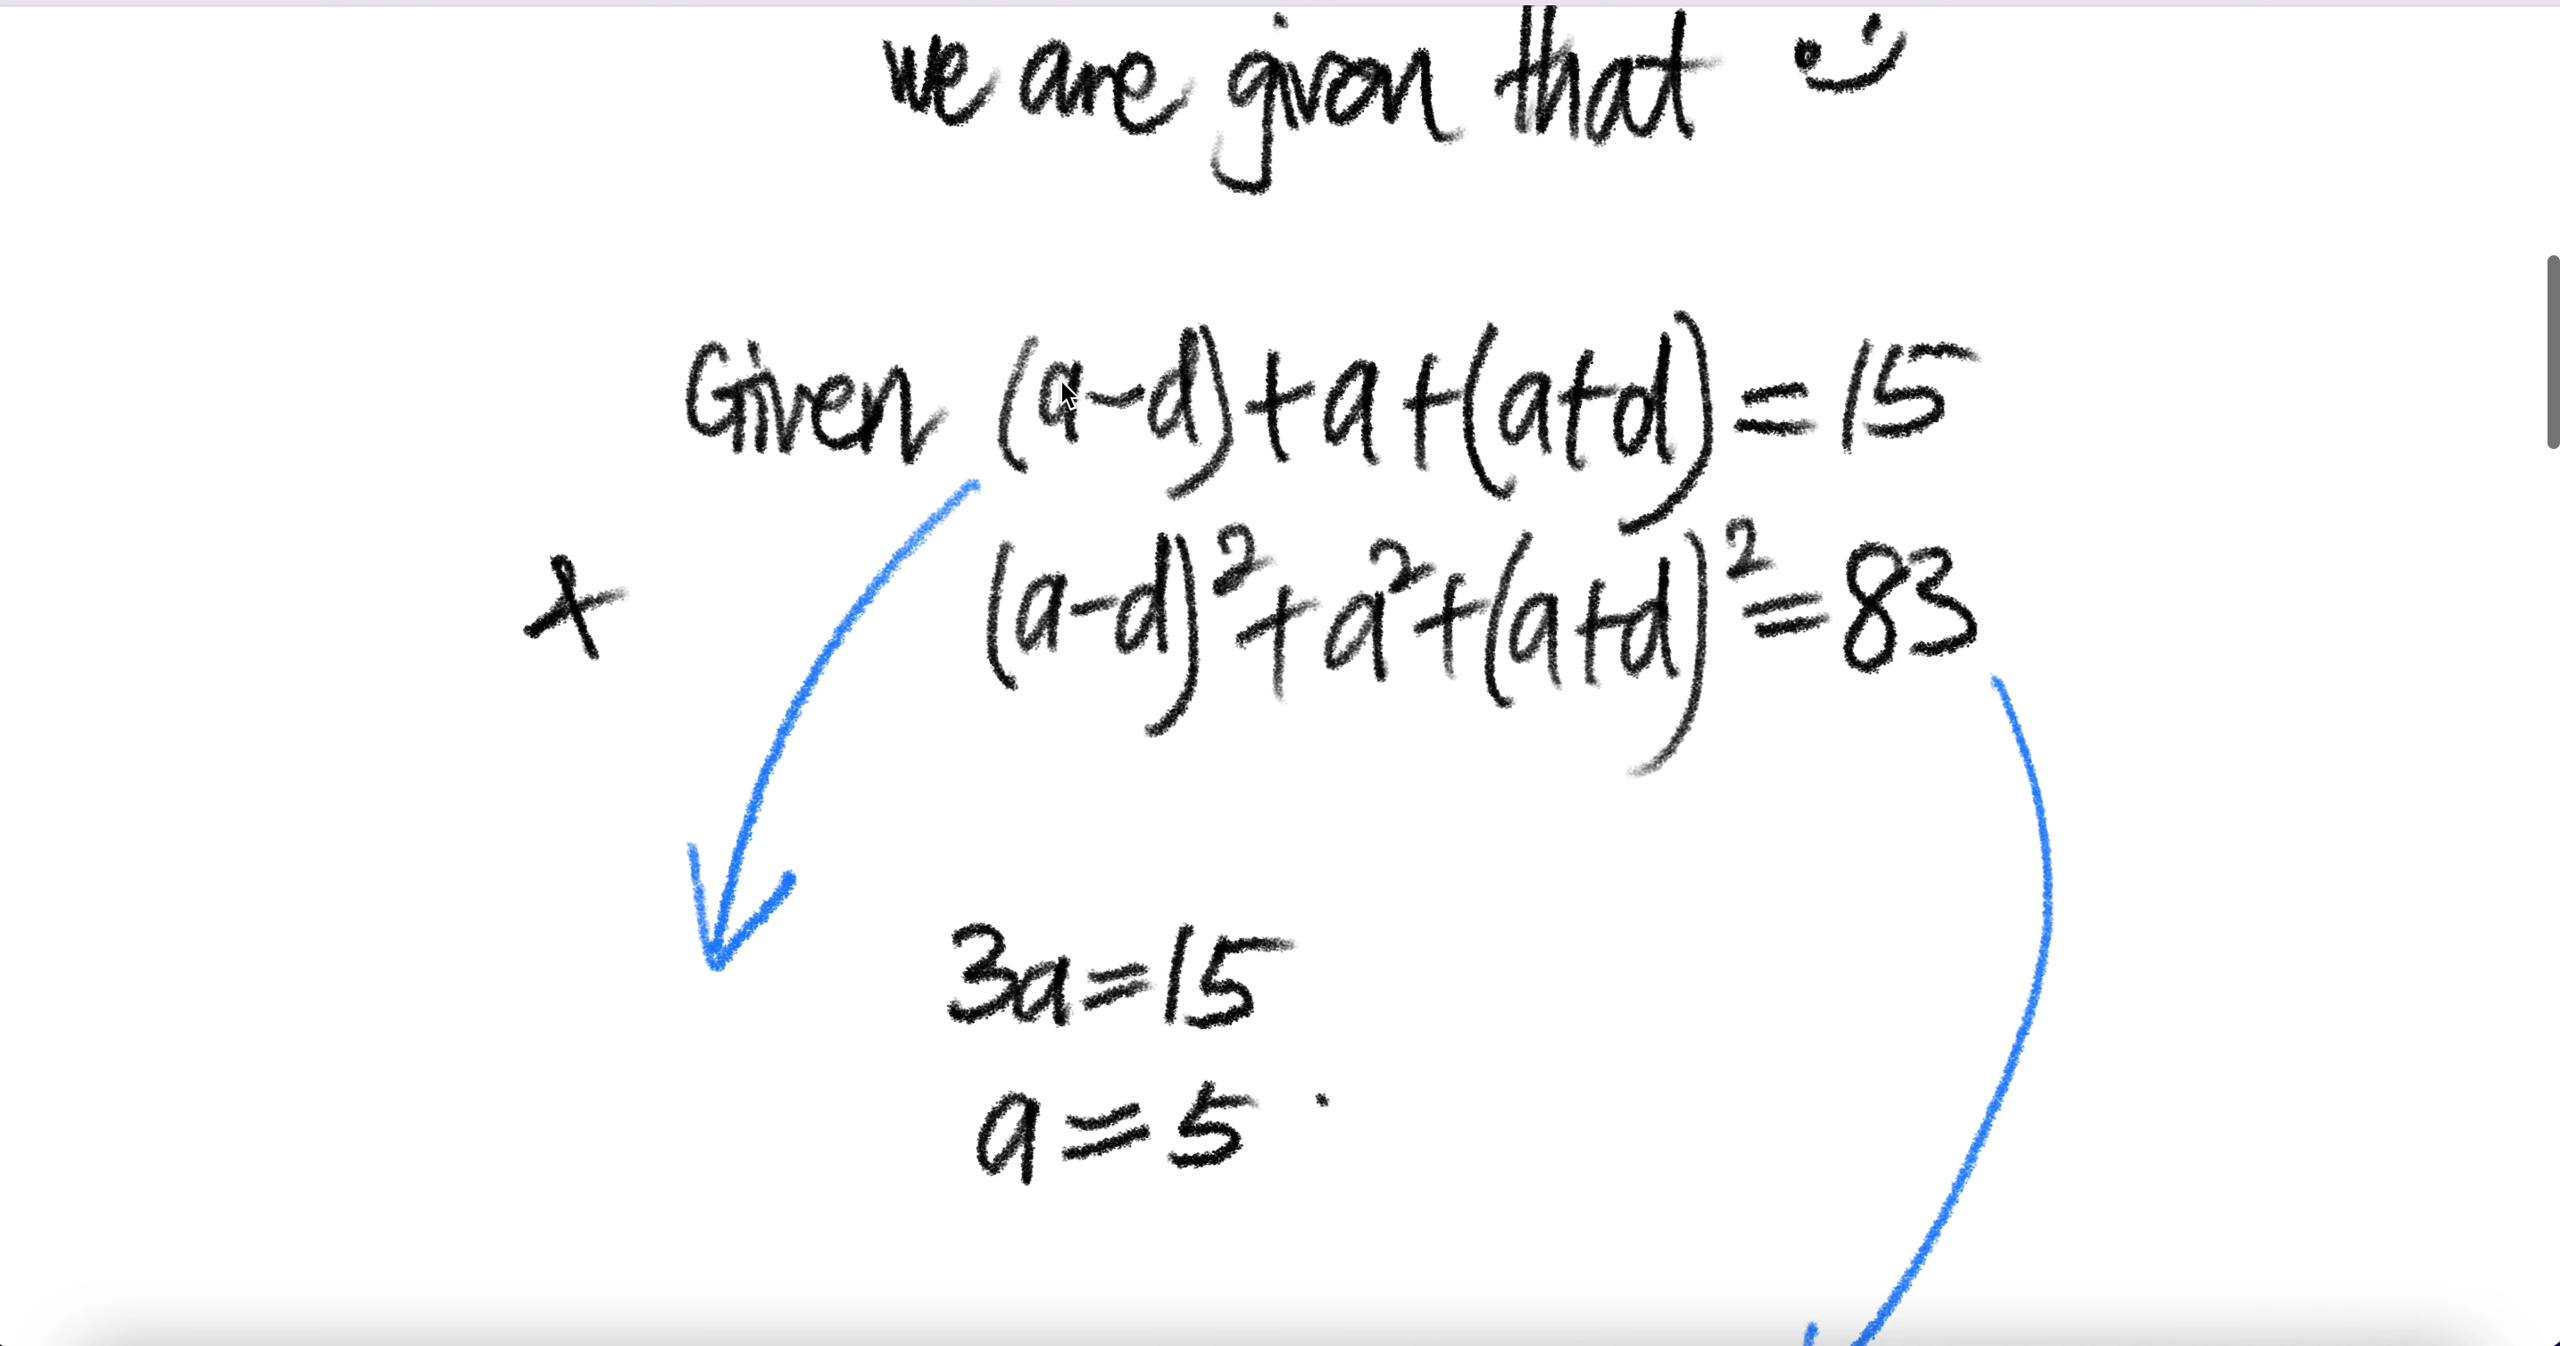 we are given that
Given (a-d)+a+(a+d)=15
+ (a-d)²+a²+(a+d)²=83
3a=15
a=5